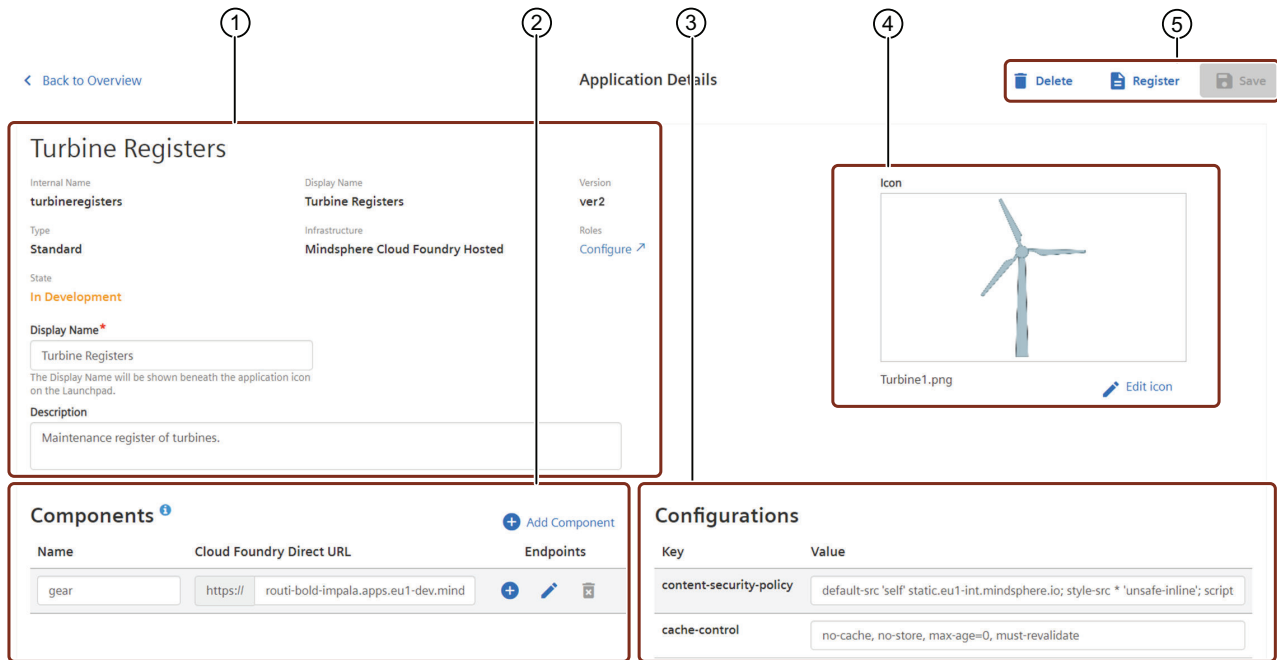 1 2 3 4 5
Back to Overview
Application Details
Delete Register Save
Turbine Registers
Internal Name Display Name Version
turbineregisters Turbine Registers ver2
Type Infrastructure Roles
Standard Mindsphere Cloud Foundry Hosted Configure
State
In Development
Display Name*
Turbine Registers
The Display Name will be shown beneath the application icon
on the Launchpad.
Description
Maintenance register of turbines.
Icon
Turbine1.png
Edit icon
Components
Add Component
Name Cloud Foundry Direct URL Endpoints
gear https:// routi-bold-impala.apps.eu1-dev.mind
Configurations
Key Value
content-security-policy default-src 'self' static.eu1-int.mindsphere.io; style-src * 'unsafe-inline'; script
cache-control no-cache, no-store, max-age=0, must-revalidate